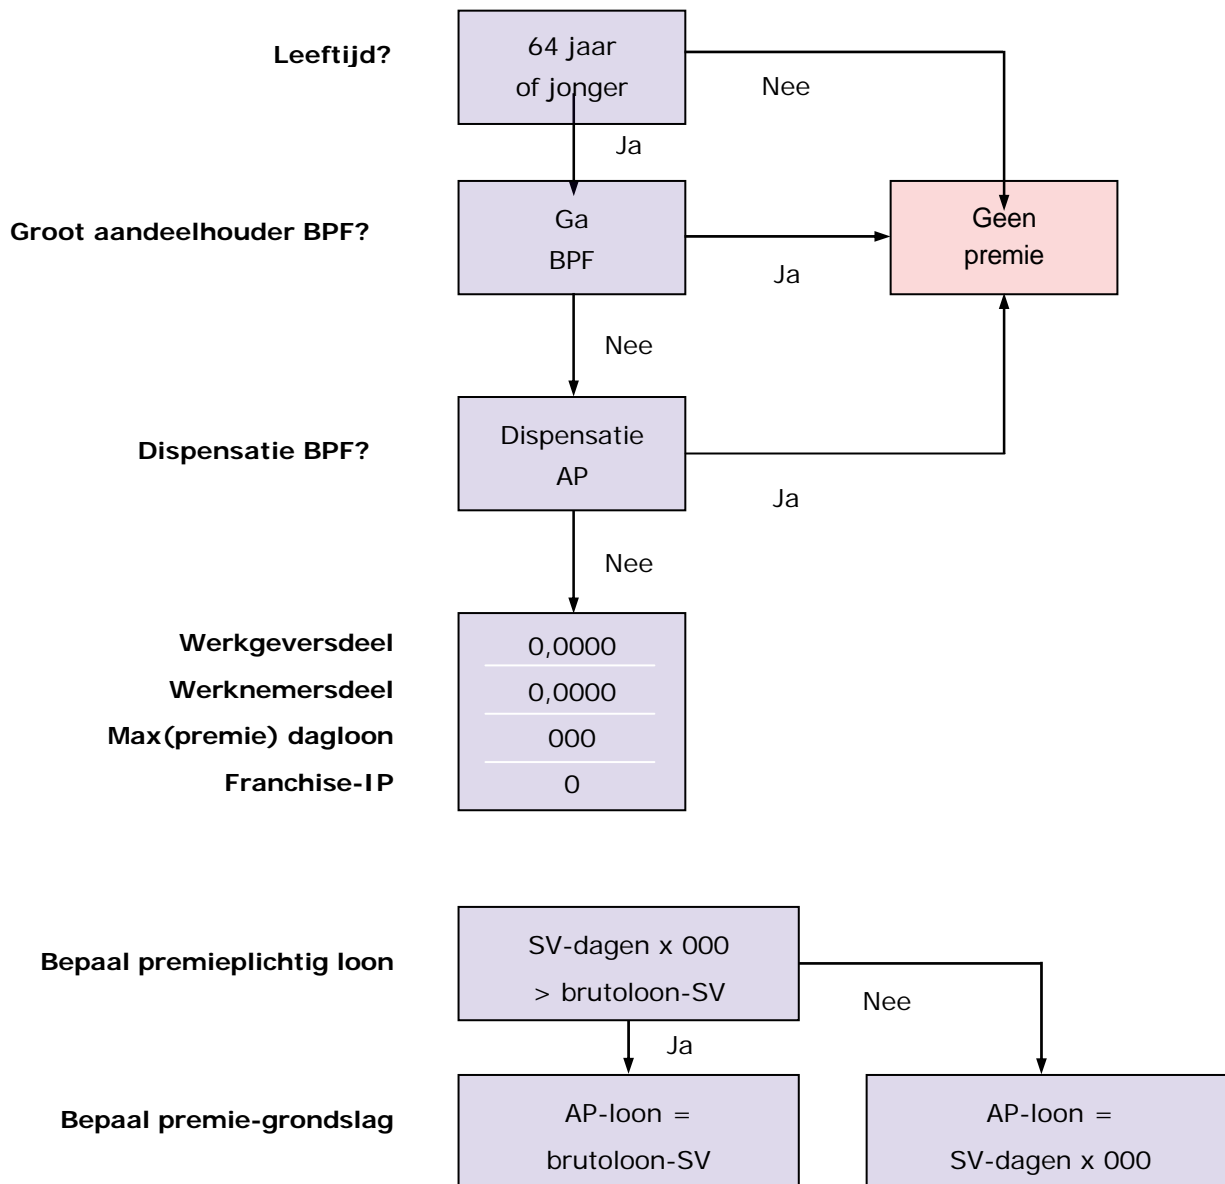 Leeftijd?
64 jaar
of jonger
Nee
Ja
Groot aandeelhouder BPF?
Ga
BPF
Ja
Geen
premie
Nee
Dispensatie BPF?
Dispensatie
AP
Ja
Nee
Werkgeversdeel
0,0000
Werknemersdeel
0,0000
Max(premie) dagloon
000
Franchise-IP
0
Bepaal premieplichtig loon
SV-dagen x 000
> brutoloon-SV
Nee
Ja
Bepaal premie-grondslag
AP-loon =
brutoloon-SV
AP-loon =
SV-dagen x 000